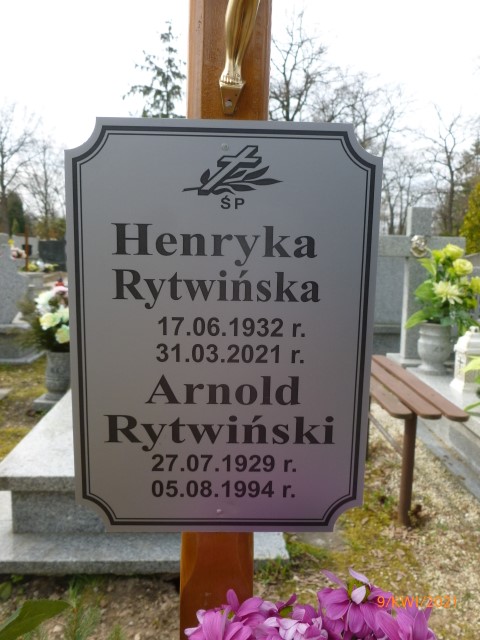 ŚP
Henryka
Rytwińska
17.06.1932 r.
31.03.2021 r.
Arnold
Rytwiński
27.07.1929 r.
05.08.1994 r.